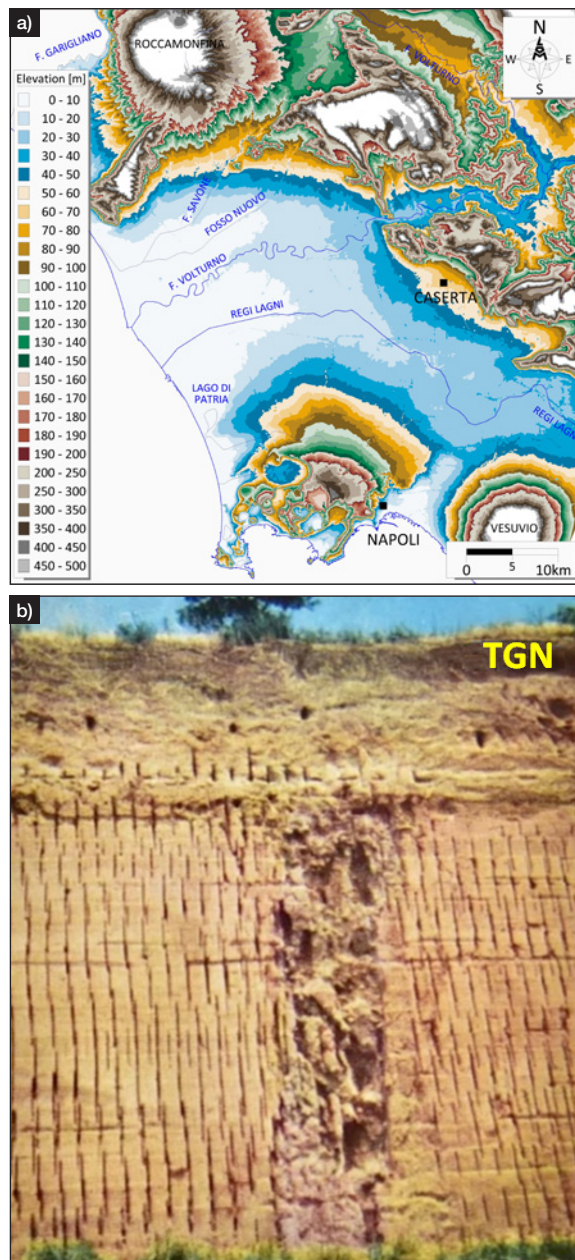 a)
F. GARIGLIANO
ROCCAMONFINA
F. VOLTURNO
N
W
E
S
Elevation [m]
0 - 10
10 - 20
20 - 30
30 - 40
40 - 50
50 - 60
60 - 70
70 - 80
80 - 90
90 - 100
100 - 110
110 - 120
120 - 130
130 - 140
140 - 150
150 - 160
160 - 170
170 - 180
180 - 190
190 - 200
200 - 250
250 - 300
300 - 350
350 - 400
400 - 450
450 - 500
F. SAVONE
FOSSO NUOVO
F. VOLTURNO
CASERTA
REGI LAGNI
LAGO DI
PATRIA
REGI LAGNI
NAPOLI
VESUVIO
0
5
10km
b)
TGN